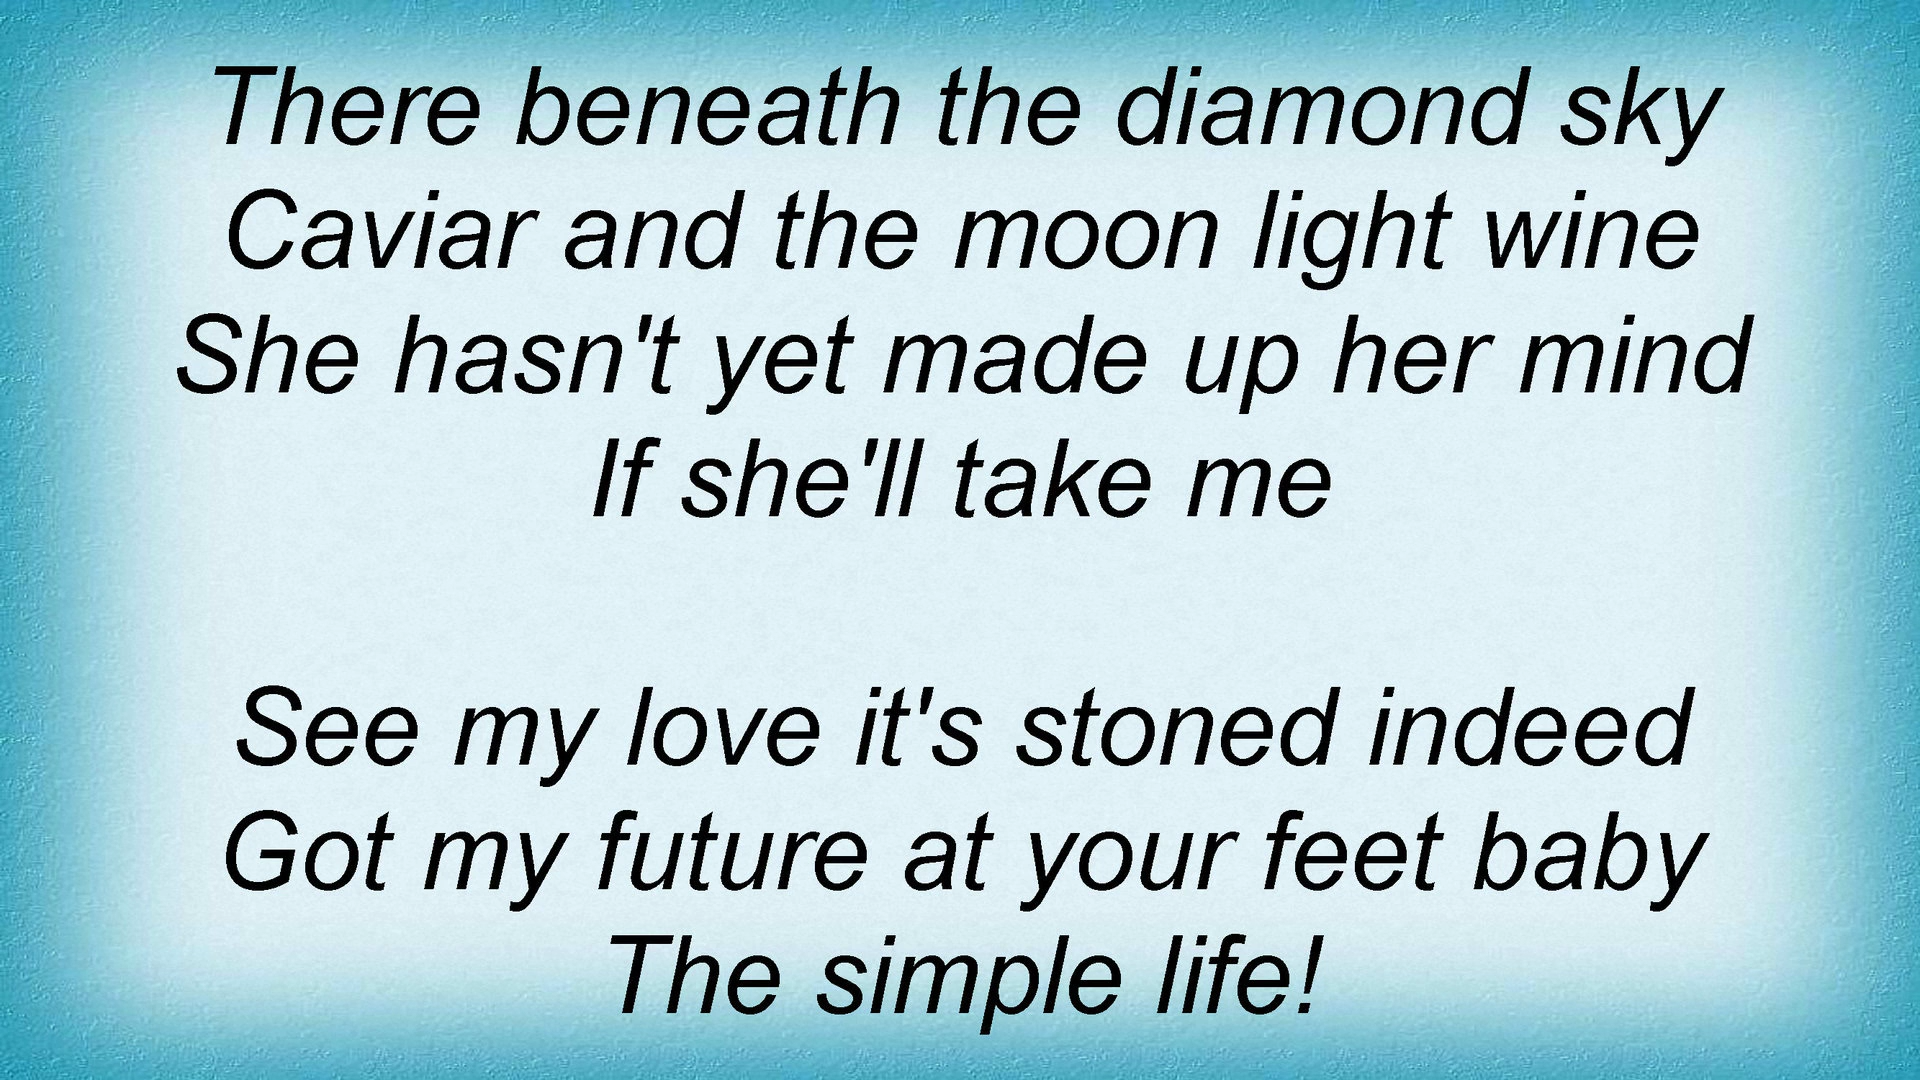 There beneath the diamond sky
Caviar and the moon light wine
She hasn't yet made up her mind
If she'll take me
See my love it's stoned indeed
Got my future at your feet baby
The simple life!